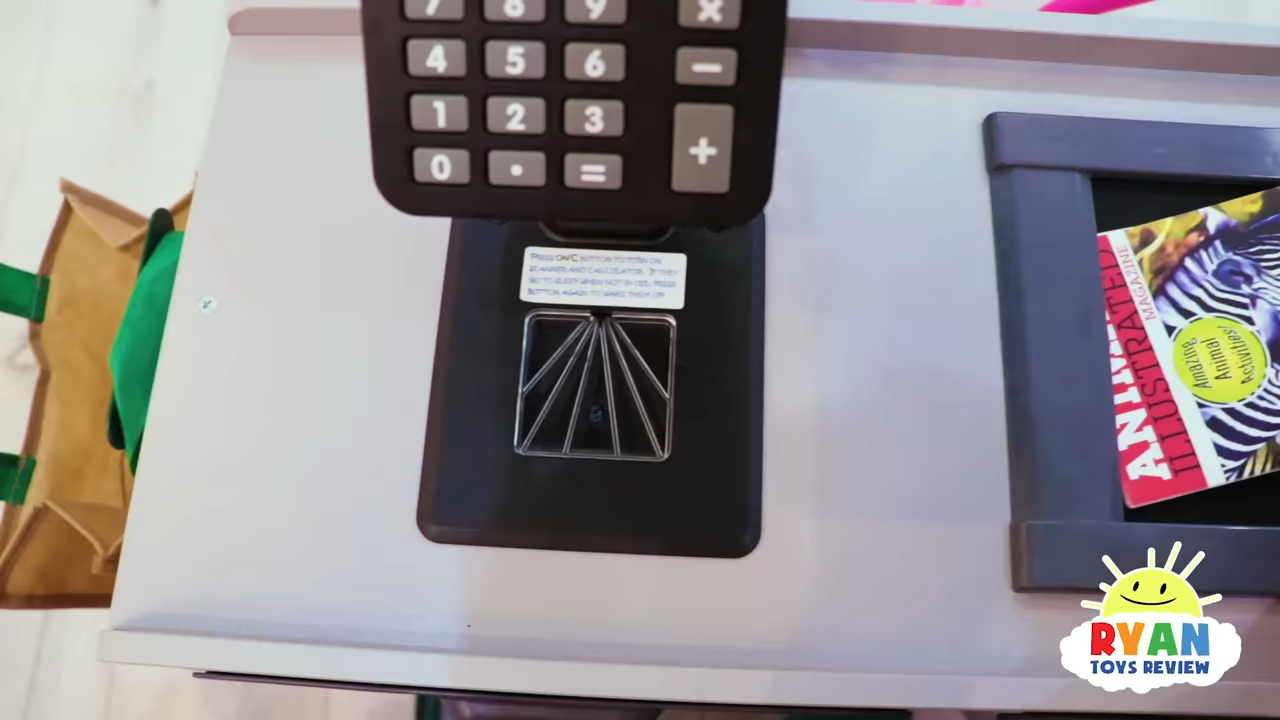 7 8 9 ×
4 5 6 −
1 2 3 +
0 . =
PRESS ON/C BUTTON TO TURN ON
SCANNER AND CALCULATOR. IF THEY
GO TO SLEEP WHEN NOT IN USE, PRESS
BUTTON AGAIN TO WAKE THEM UP!
ANIMATED
ILLUSTRATED
MAGAZINE
Amazing
Animal
Activities!
RYAN
TOYS REVIEW